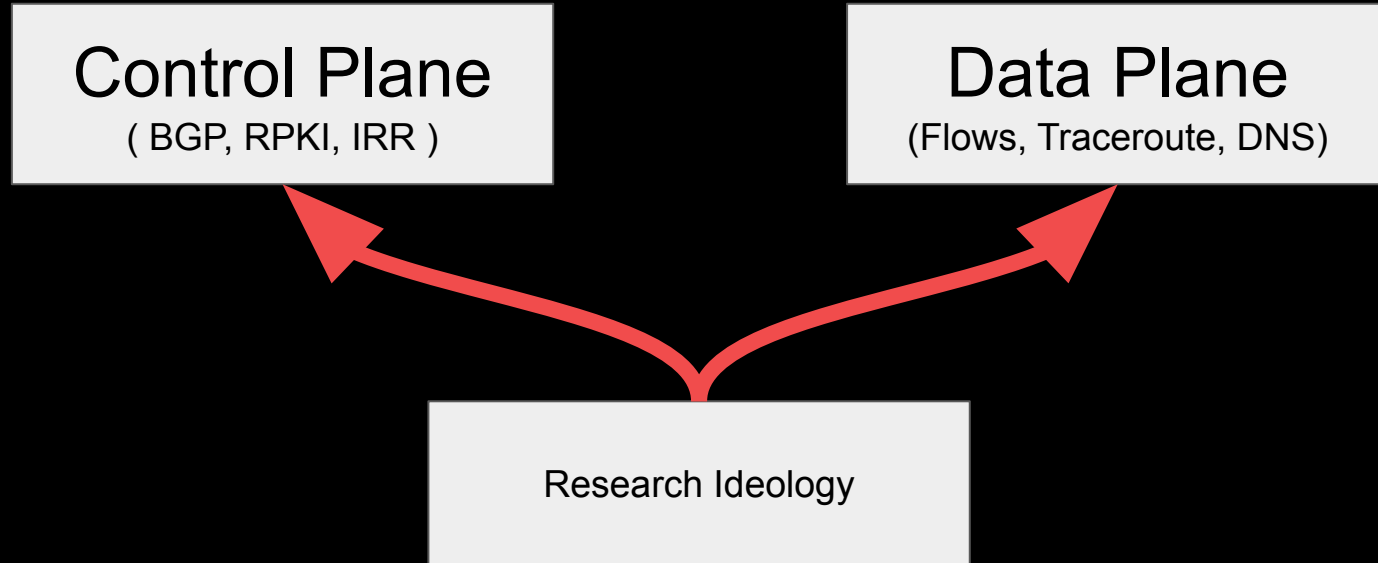 Control Plane
( BGP, RPKI, IRR )
Data Plane
(Flows, Traceroute, DNS)
Research Ideology